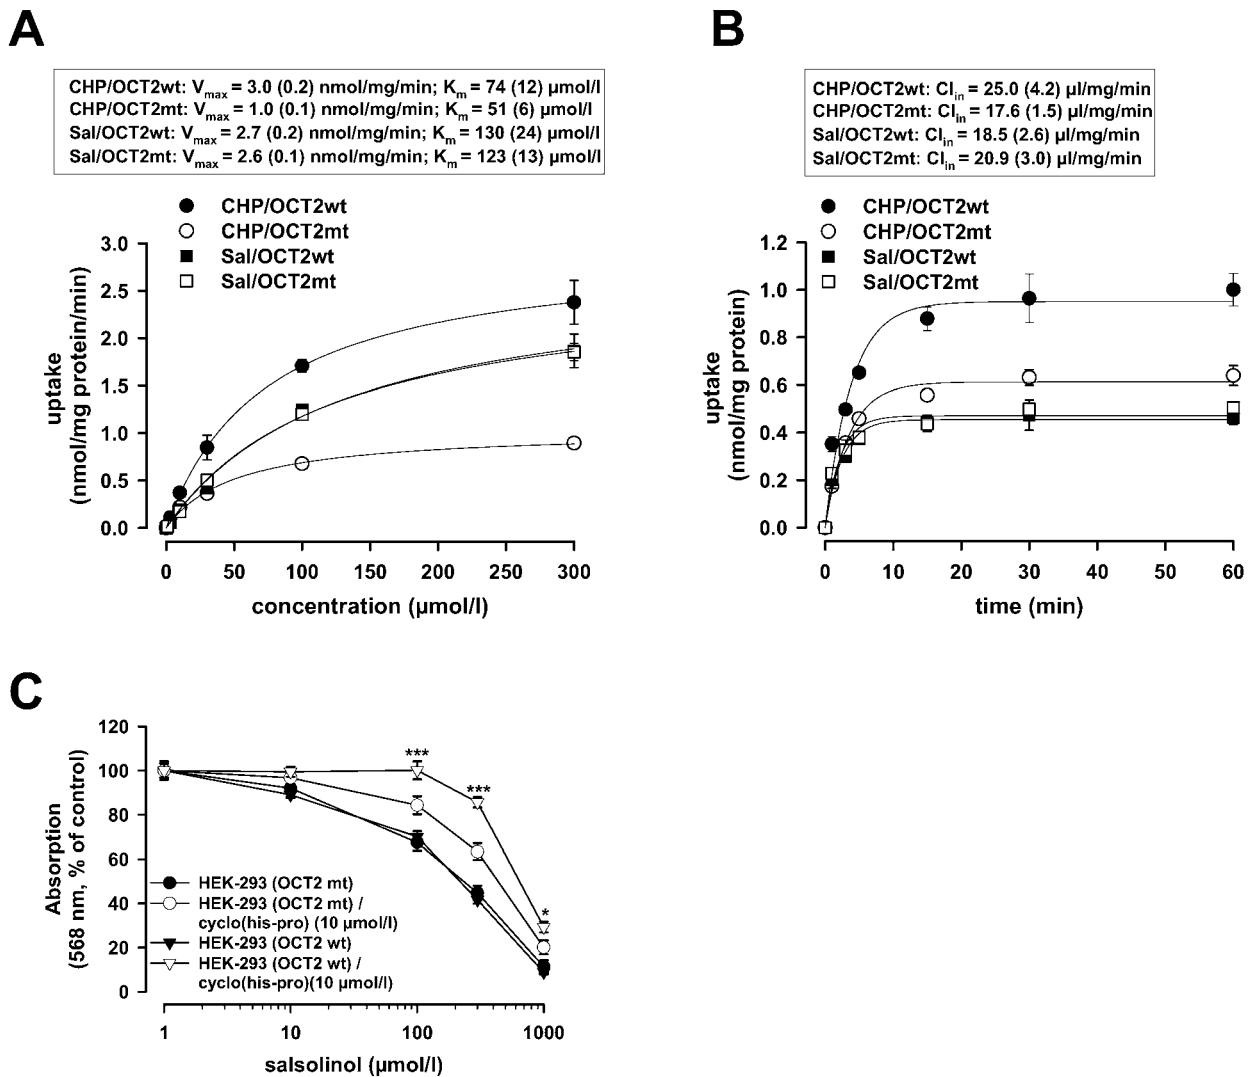 A
CHP/OCT2wt: Vmax = 3.0 (0.2) nmol/mg/min; Km = 74 (12) µmol/l
CHP/OCT2mt: Vmax = 1.0 (0.1) nmol/mg/min; Km = 51 (6) µmol/l
Sal/OCT2wt: Vmax = 2.7 (0.2) nmol/mg/min; Km = 130 (24) µmol/l
Sal/OCT2mt: Vmax = 2.6 (0.1) nmol/mg/min; Km = 123 (13) µmol/l
CHP/OCT2wt
CHP/OCT2mt
Sal/OCT2wt
Sal/OCT2mt
3.0
2.5
2.0
1.5
1.0
0.5
0.0
uptake
(nmol/mg protein/min)
0 50 100 150 200 250 300
concentration (µmol/l)
B
CHP/OCT2wt: Clin = 25.0 (4.2) µl/mg/min
CHP/OCT2mt: Clin = 17.6 (1.5) µl/mg/min
Sal/OCT2wt: Clin = 18.5 (2.6) µl/mg/min
Sal/OCT2mt: Clin = 20.9 (3.0) µl/mg/min
CHP/OCT2wt
CHP/OCT2mt
Sal/OCT2wt
Sal/OCT2mt
1.2
1.0
0.8
0.6
0.4
0.2
0.0
uptake
(nmol/mg protein)
0 10 20 30 40 50 60
time (min)
C
120
100
80
60
40
20
0
Absorption
(568 nm, % of control)
***
***
*
HEK-293 (OCT2 mt)
HEK-293 (OCT2 mt) /
cyclo(his-pro) (10 µmol/l)
HEK-293 (OCT2 wt)
HEK-293 (OCT2 wt) /
cyclo(his-pro)(10 µmol/l)
1 10 100 1000
salsolinol (µmol/l)